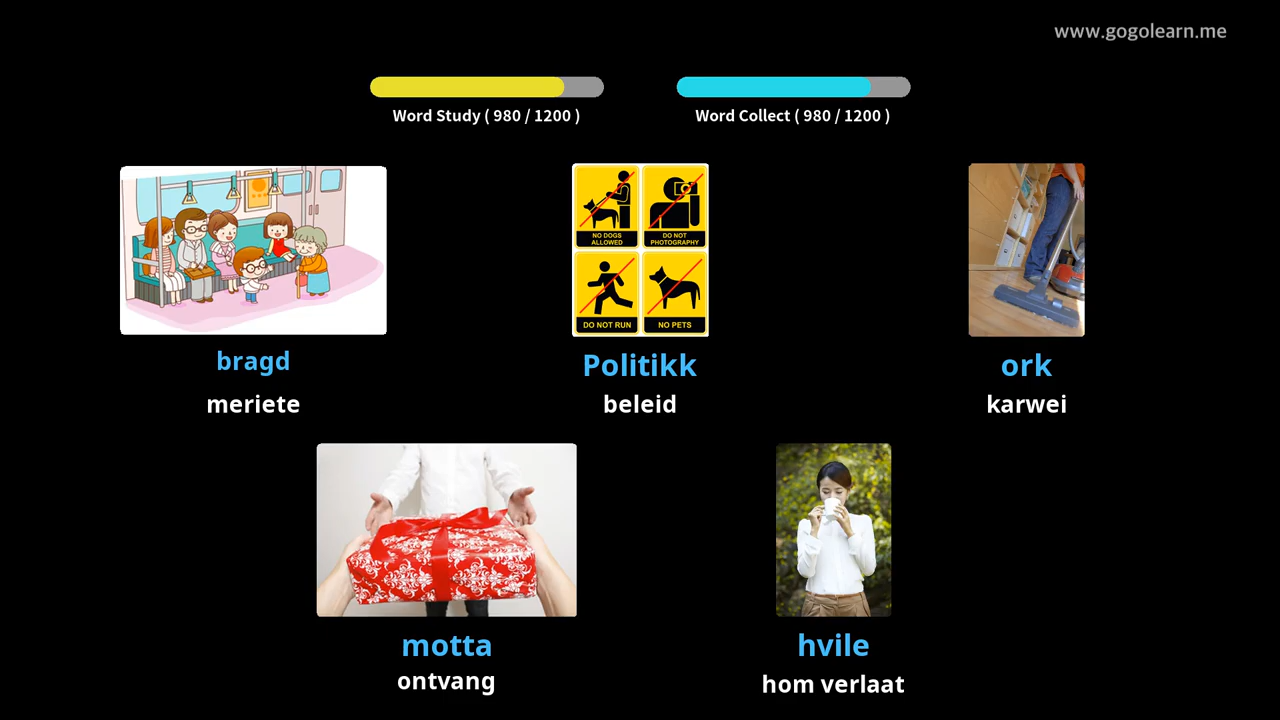 www.gogolearn.me
Word Study ( 980 / 1200 )
Word Collect ( 980 / 1200 )
NO DOGS
ALLOWED
DO NOT
PHOTOGRAPHY
DO NOT RUN
NO PETS
bragd
Politikk
ork
meriete
beleid
karwei
motta
hvile
ontvang
hom verlaat